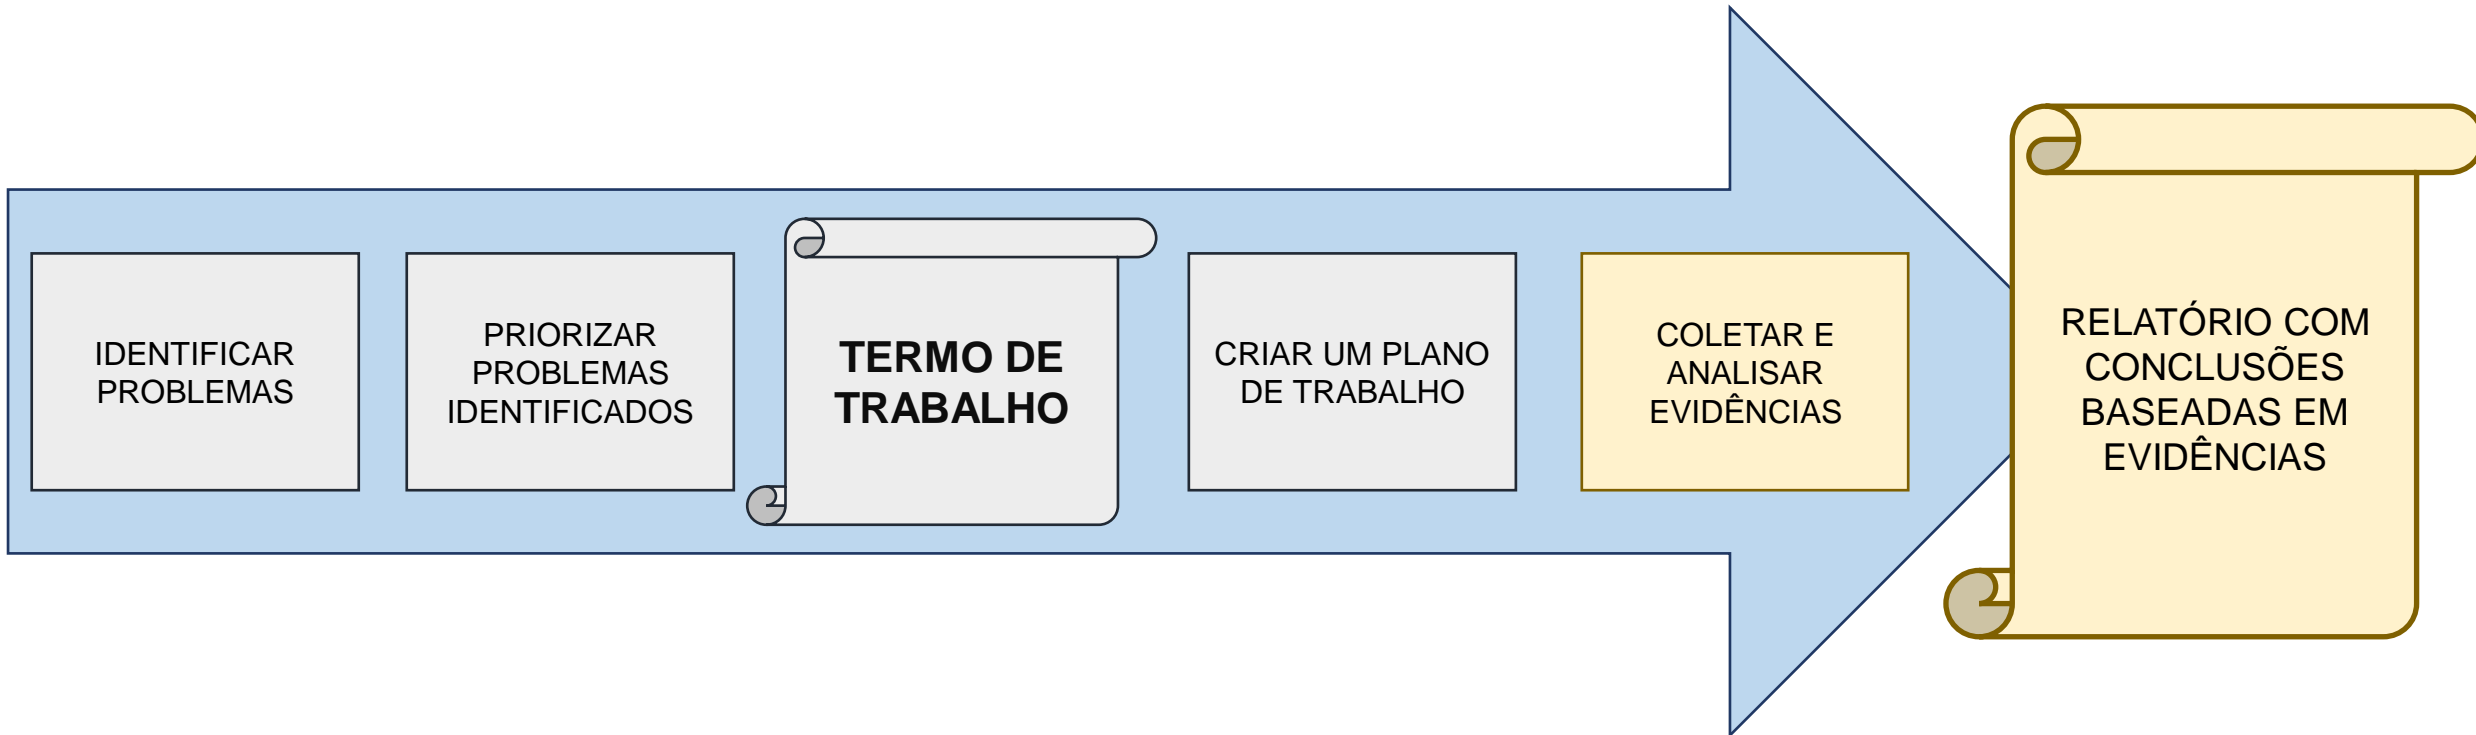 IDENTIFICAR
PROBLEMAS
PRIORIZAR
PROBLEMAS
IDENTIFICADOS
TERMO DE
TRABALHO
CRIAR UM PLANO
DE TRABALHO
COLETAR E
ANALISAR
EVIDÊNCIAS
RELATÓRIO COM
CONCLUSÕES
BASEADAS EM
EVIDÊNCIAS